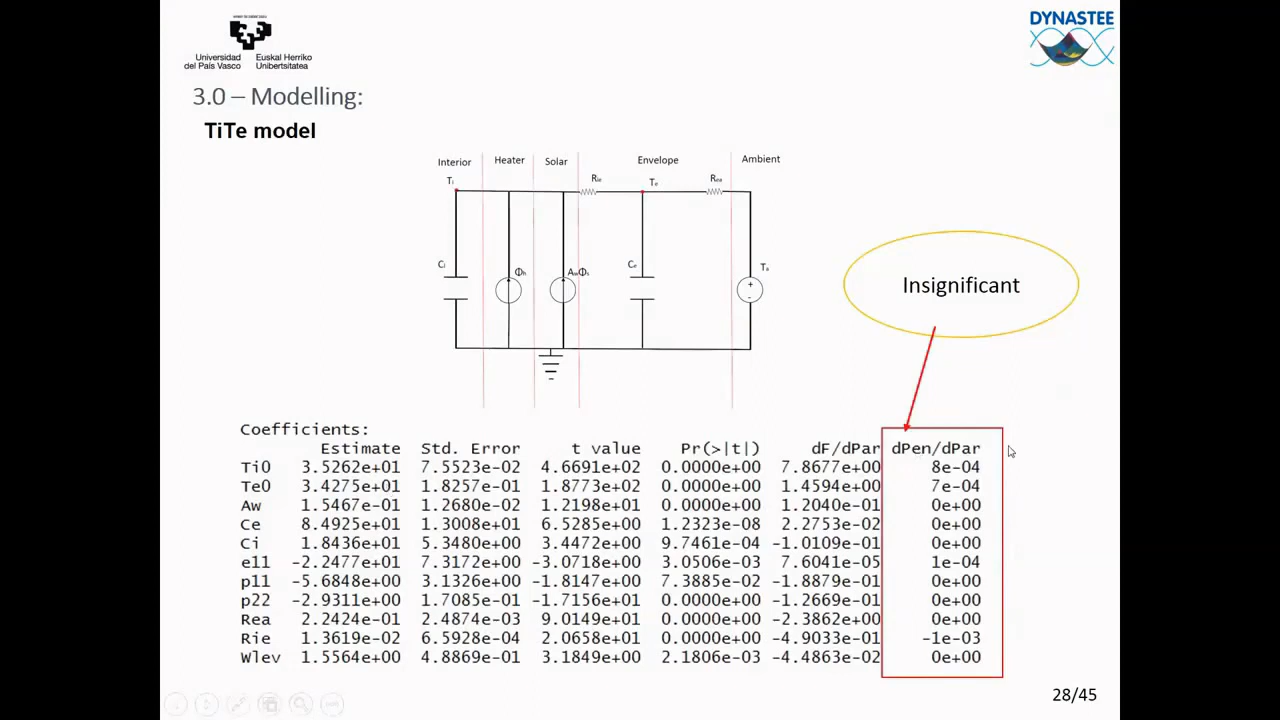 Universidad del País Vasco
Euskal Herriko Unibertsitatea
DYNASTEE
3.0 – Modelling:
TiTe model
Interior Heater Solar Envelope Ambient
Ti Rie Te Rea
Ci Φh AwΦs Ce Ta
+
-
Insignificant
Coefficients:
Estimate Std. Error t value Pr(>|t|) dF/dPar dPen/dPar
Ti0 3.5262e+01 7.5523e-02 4.6691e+02 0.0000e+00 7.8677e+00 8e-04
Te0 3.4275e+01 1.8257e-01 1.8773e+02 0.0000e+00 1.4594e+00 7e-04
Aw 1.5467e-01 1.2680e-02 1.2198e+01 0.0000e+00 1.2040e-01 0e+00
Ce 8.4925e+01 1.3008e+01 6.5285e+00 1.2323e-08 2.2753e-02 0e+00
Ci 1.8436e+01 5.3480e+00 3.4472e+00 9.7461e-04 -1.0109e-01 0e+00
e11 -2.2477e+01 7.3172e+00 -3.0718e+00 3.0506e-03 7.6041e-05 1e-04
p11 -5.6848e+00 3.1326e+00 -1.8147e+00 7.3885e-02 -1.8879e-01 0e+00
p22 -2.9311e+00 1.7085e-01 -1.7156e+01 0.0000e+00 -1.2669e-01 0e+00
Rea 2.2424e-01 2.4874e-03 9.0149e+01 0.0000e+00 -2.3862e+00 0e+00
Rie 1.3619e-02 6.5928e-04 2.0658e+01 0.0000e+00 -4.9033e-01 -1e-03
Wlev 1.5564e+00 4.8869e-01 3.1849e+00 2.1806e-03 -4.4863e-02 0e+00
28/45